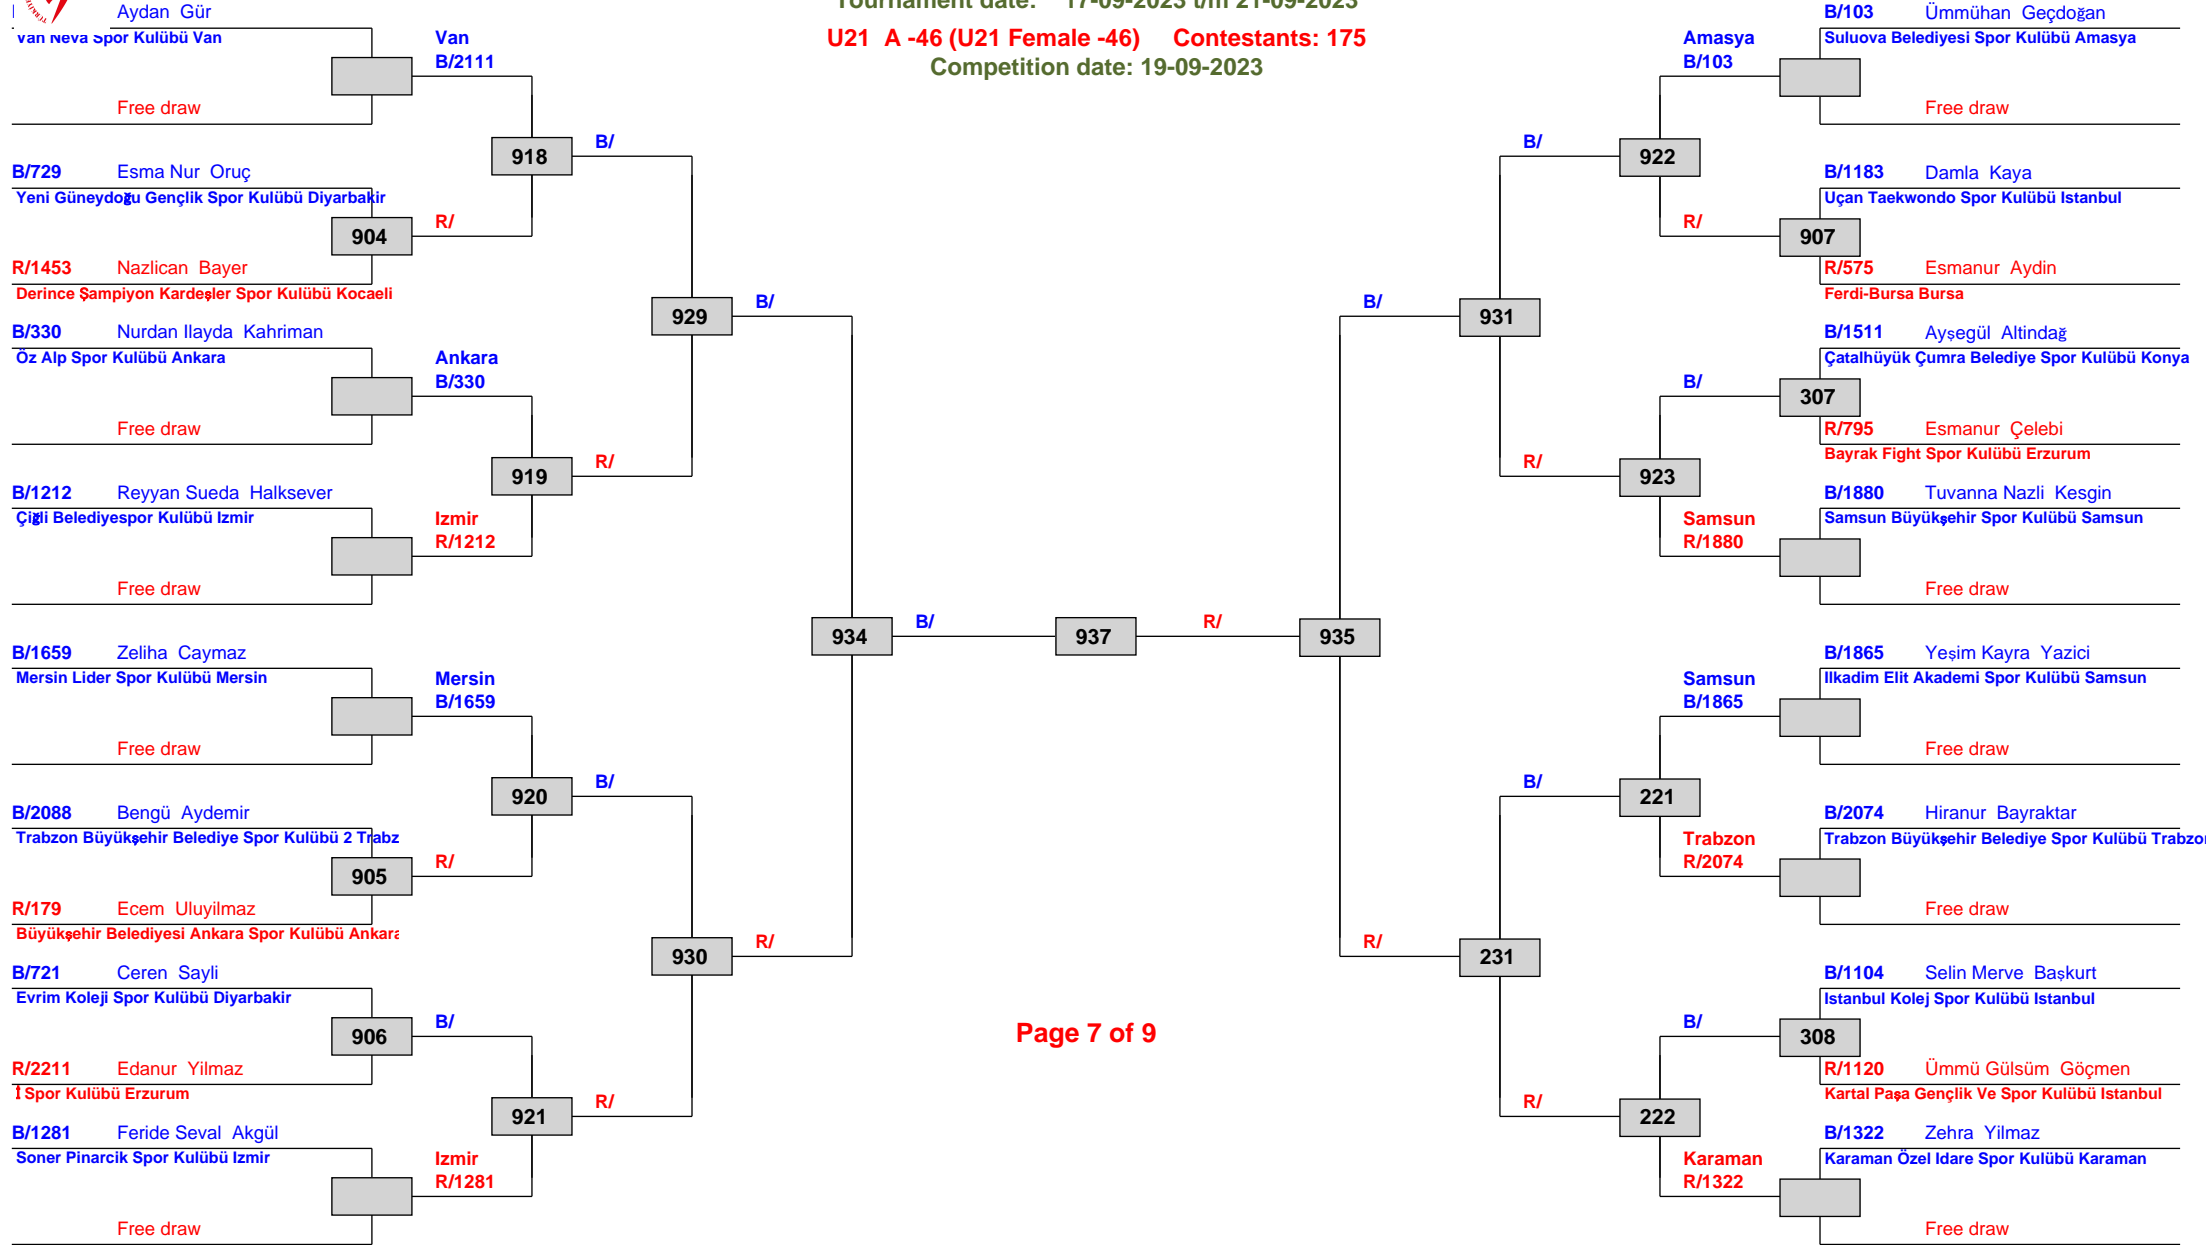 Tournament date: 17-09-2023 t/m 21-09-2023
U21 A -46 (U21 Female -46) Contestants: 175
Competition date: 19-09-2023
Aydan Gür
Van Neva Spor Kulübü Van
Van
B/2111
Free draw
918
B/
B/729 Esma Nur Oruç
Yeni Güneydoğu Gençlik Spor Kulübü Diyarbakir
904
R/
R/1453 Nazlican Bayer
Derince Şampiyon Kardeşler Spor Kulübü Kocaeli
929
B/
B/330 Nurdan Ilayda Kahriman
Öz Alp Spor Kulübü Ankara
Ankara
B/330
Free draw
919
R/
B/1212 Reyyan Sueda Halksever
Çiğli Belediyespor Kulübü Izmir
Izmir
R/1212
Free draw
934
B/
937
R/
935
B/1659 Zeliha Caymaz
Mersin Lider Spor Kulübü Mersin
Mersin
B/1659
Free draw
920
B/
B/2088 Bengü Aydemir
Trabzon Büyükşehir Belediye Spor Kulübü 2 Trabz
905
R/
R/179 Ecem Uluyilmaz
Büyükşehir Belediyesi Ankara Spor Kulübü Ankara
930
R/
B/721 Ceren Sayli
Evrim Koleji Spor Kulübü Diyarbakir
906
B/
R/2211 Edanur Yilmaz
Spor Kulübü Erzurum
921
R/
B/1281 Feride Seval Akgül
Soner Pinarcik Spor Kulübü Izmir
Izmir
R/1281
Free draw
B/103 Ümmühan Geçdoğan
Suluova Belediyesi Spor Kulübü Amasya
Amasya
B/103
Free draw
B/
922
B/1183 Damla Kaya
Uçan Taekwondo Spor Kulübü Istanbul
R/
907
R/575 Esmanur Aydin
Ferdi-Bursa Bursa
B/
931
B/1511 Ayşegül Altindağ
Çatalhüyük Çumra Belediye Spor Kulübü Konya
B/
307
R/795 Esmanur Çelebi
Bayrak Fight Spor Kulübü Erzurum
R/
923
B/1880 Tuvanna Nazli Kesgin
Samsun Büyükşehir Spor Kulübü Samsun
Samsun
R/1880
Free draw
B/1865 Yeşim Kayra Yazici
Ilkadim Elit Akademi Spor Kulübü Samsun
Samsun
B/1865
Free draw
B/
221
B/2074 Hiranur Bayraktar
Trabzon Büyükşehir Belediye Spor Kulübü Trabzon
Trabzon
R/2074
Free draw
R/
231
B/1104 Selin Merve Başkurt
Istanbul Kolej Spor Kulübü Istanbul
B/
308
R/1120 Ümmü Gülsüm Göçmen
Kartal Paşa Gençlik Ve Spor Kulübü Istanbul
R/
222
B/1322 Zehra Yilmaz
Karaman Özel Idare Spor Kulübü Karaman
Karaman
R/1322
Free draw
Page 7 of 9